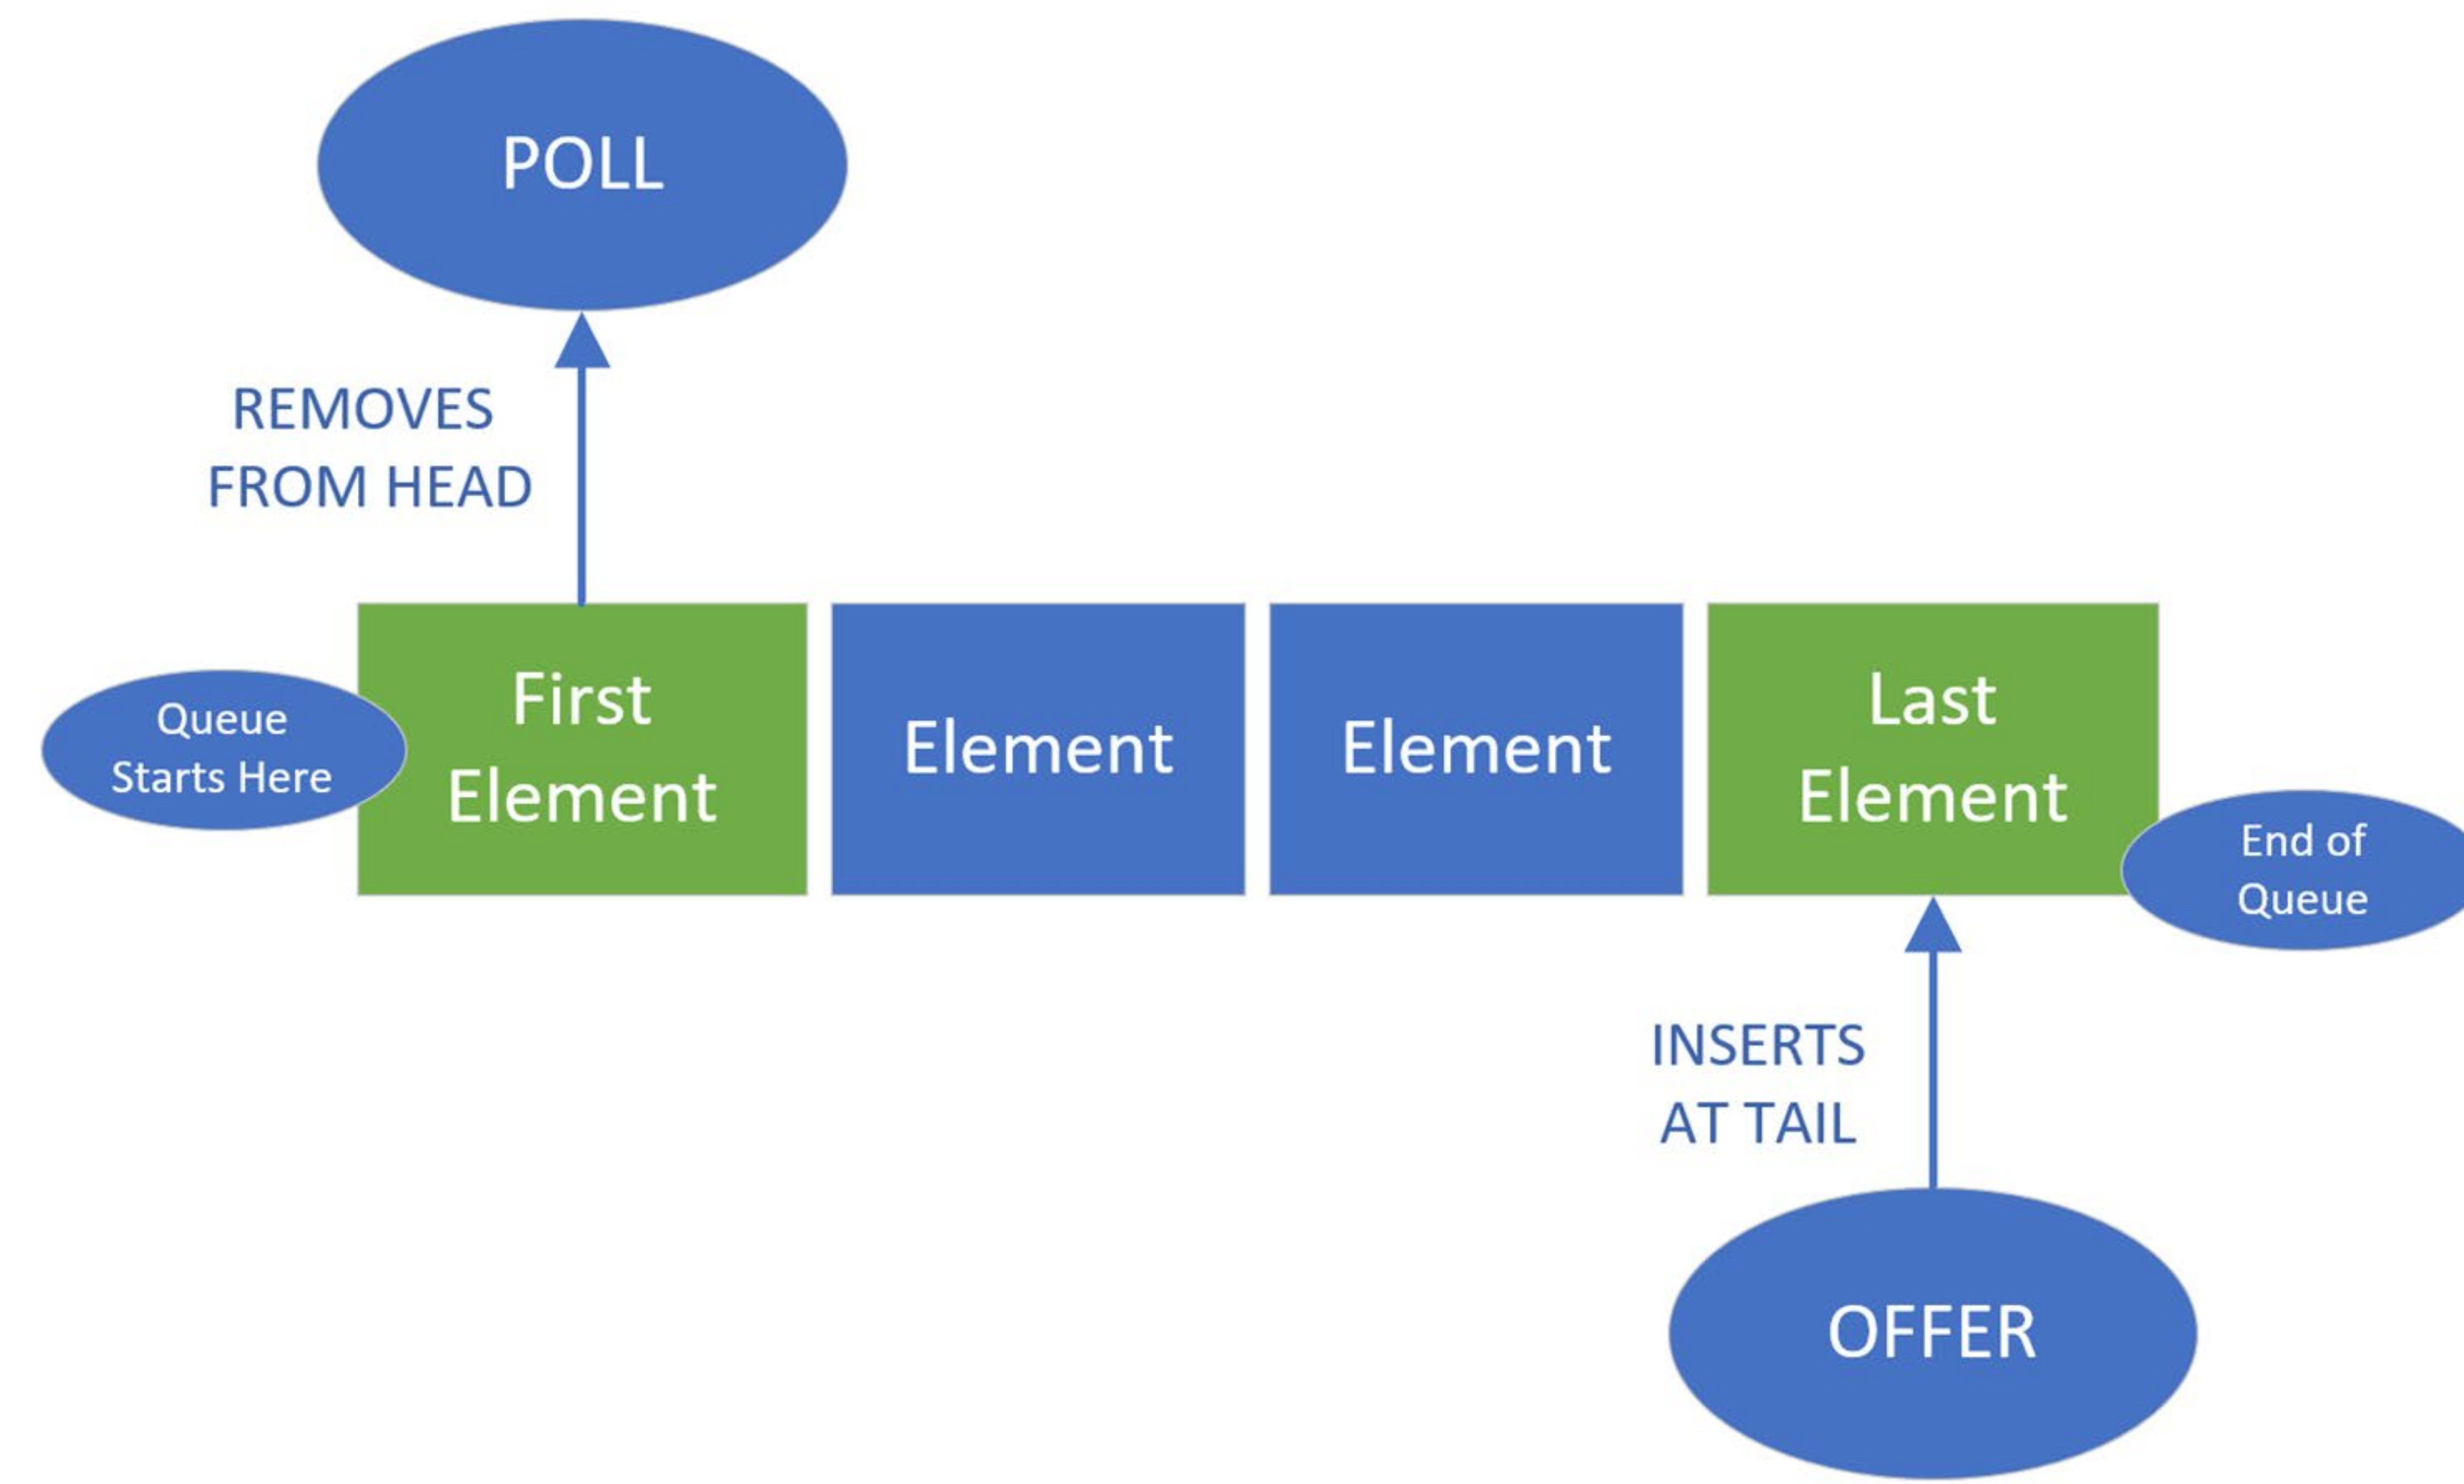 POLL
REMOVES
FROM HEAD
Queue
Starts Here
First
Element
Element
Element
Last
Element
End of
Queue
INSERTS
AT TAIL
OFFER